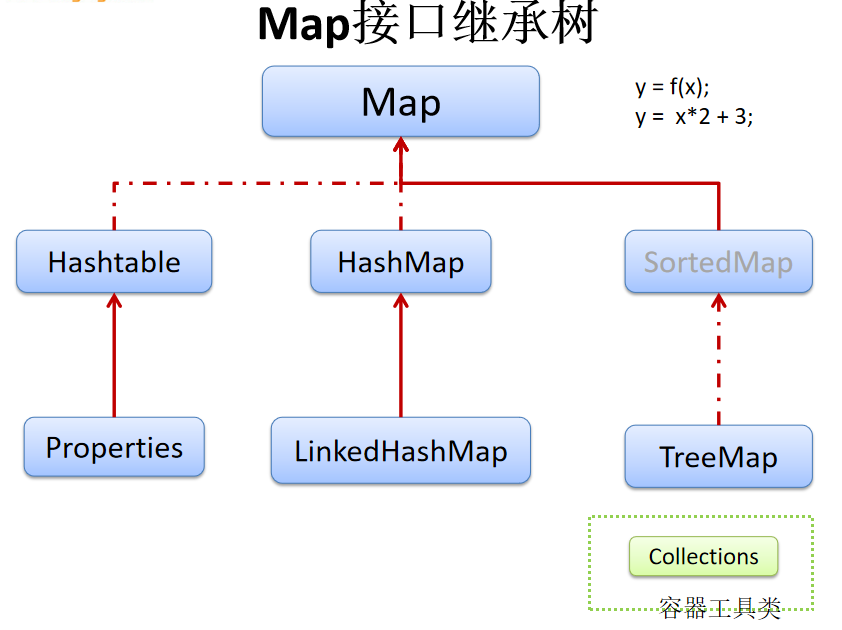 Map接口继承树
Map
y = f(x);
y = x*2 + 3;
Hashtable
HashMap
SortedMap
Properties
LinkedHashMap
TreeMap
Collections
容器工具类